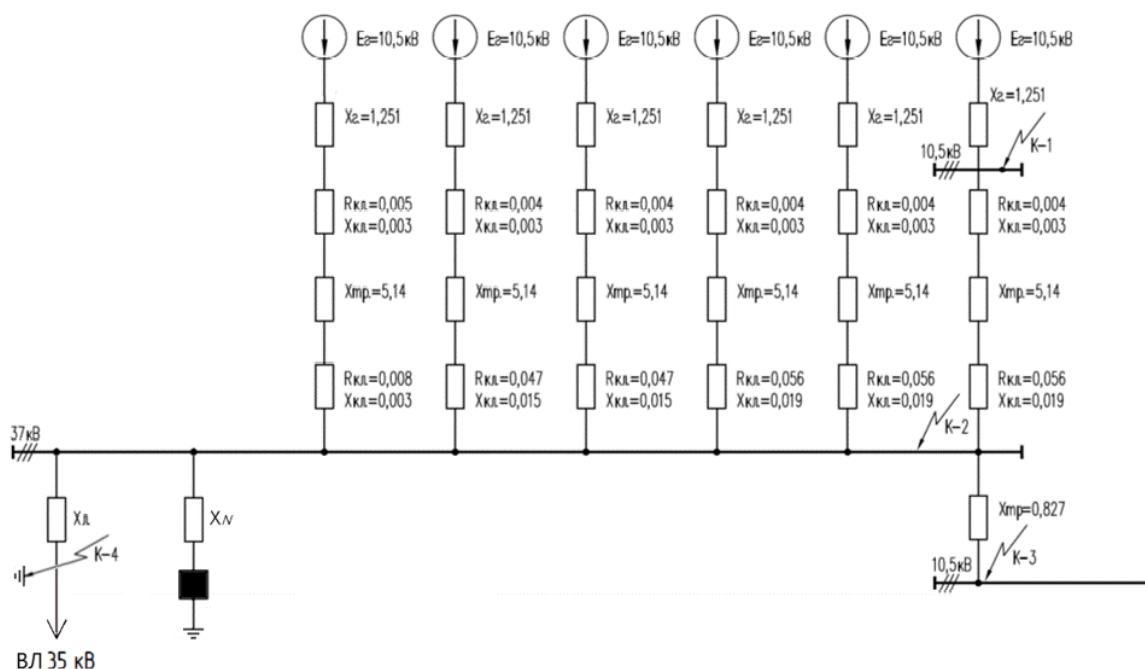 Eг=10,5кВ Eг=10,5кВ Eг=10,5кВ Eг=10,5кВ Eг=10,5кВ Eг=10,5кВ
Xг=1,251 Xг=1,251 Xг=1,251 Xг=1,251 Xг=1,251 Xг=1,251
10,5кВ K-1
Rкл=0,005 Rкл=0,004 Rкл=0,004 Rкл=0,004 Rкл=0,004 Rкл=0,004
Xкл=0,003 Xкл=0,003 Xкл=0,003 Xкл=0,003 Xкл=0,003 Xкл=0,003
Xтр.=5,14 Xтр.=5,14 Xтр.=5,14 Xтр.=5,14 Xтр.=5,14 Xтр.=5,14
Rкл=0,008 Rкл=0,047 Rкл=0,047 Rкл=0,056 Rкл=0,056 Rкл=0,056
Xкл=0,003 Xкл=0,015 Xкл=0,015 Xкл=0,019 Xкл=0,019 Xкл=0,019
K-2
37кВ
Xл XN Xтр=0,827
K-4 K-3
10,5кВ
ВЛ 35 кВ